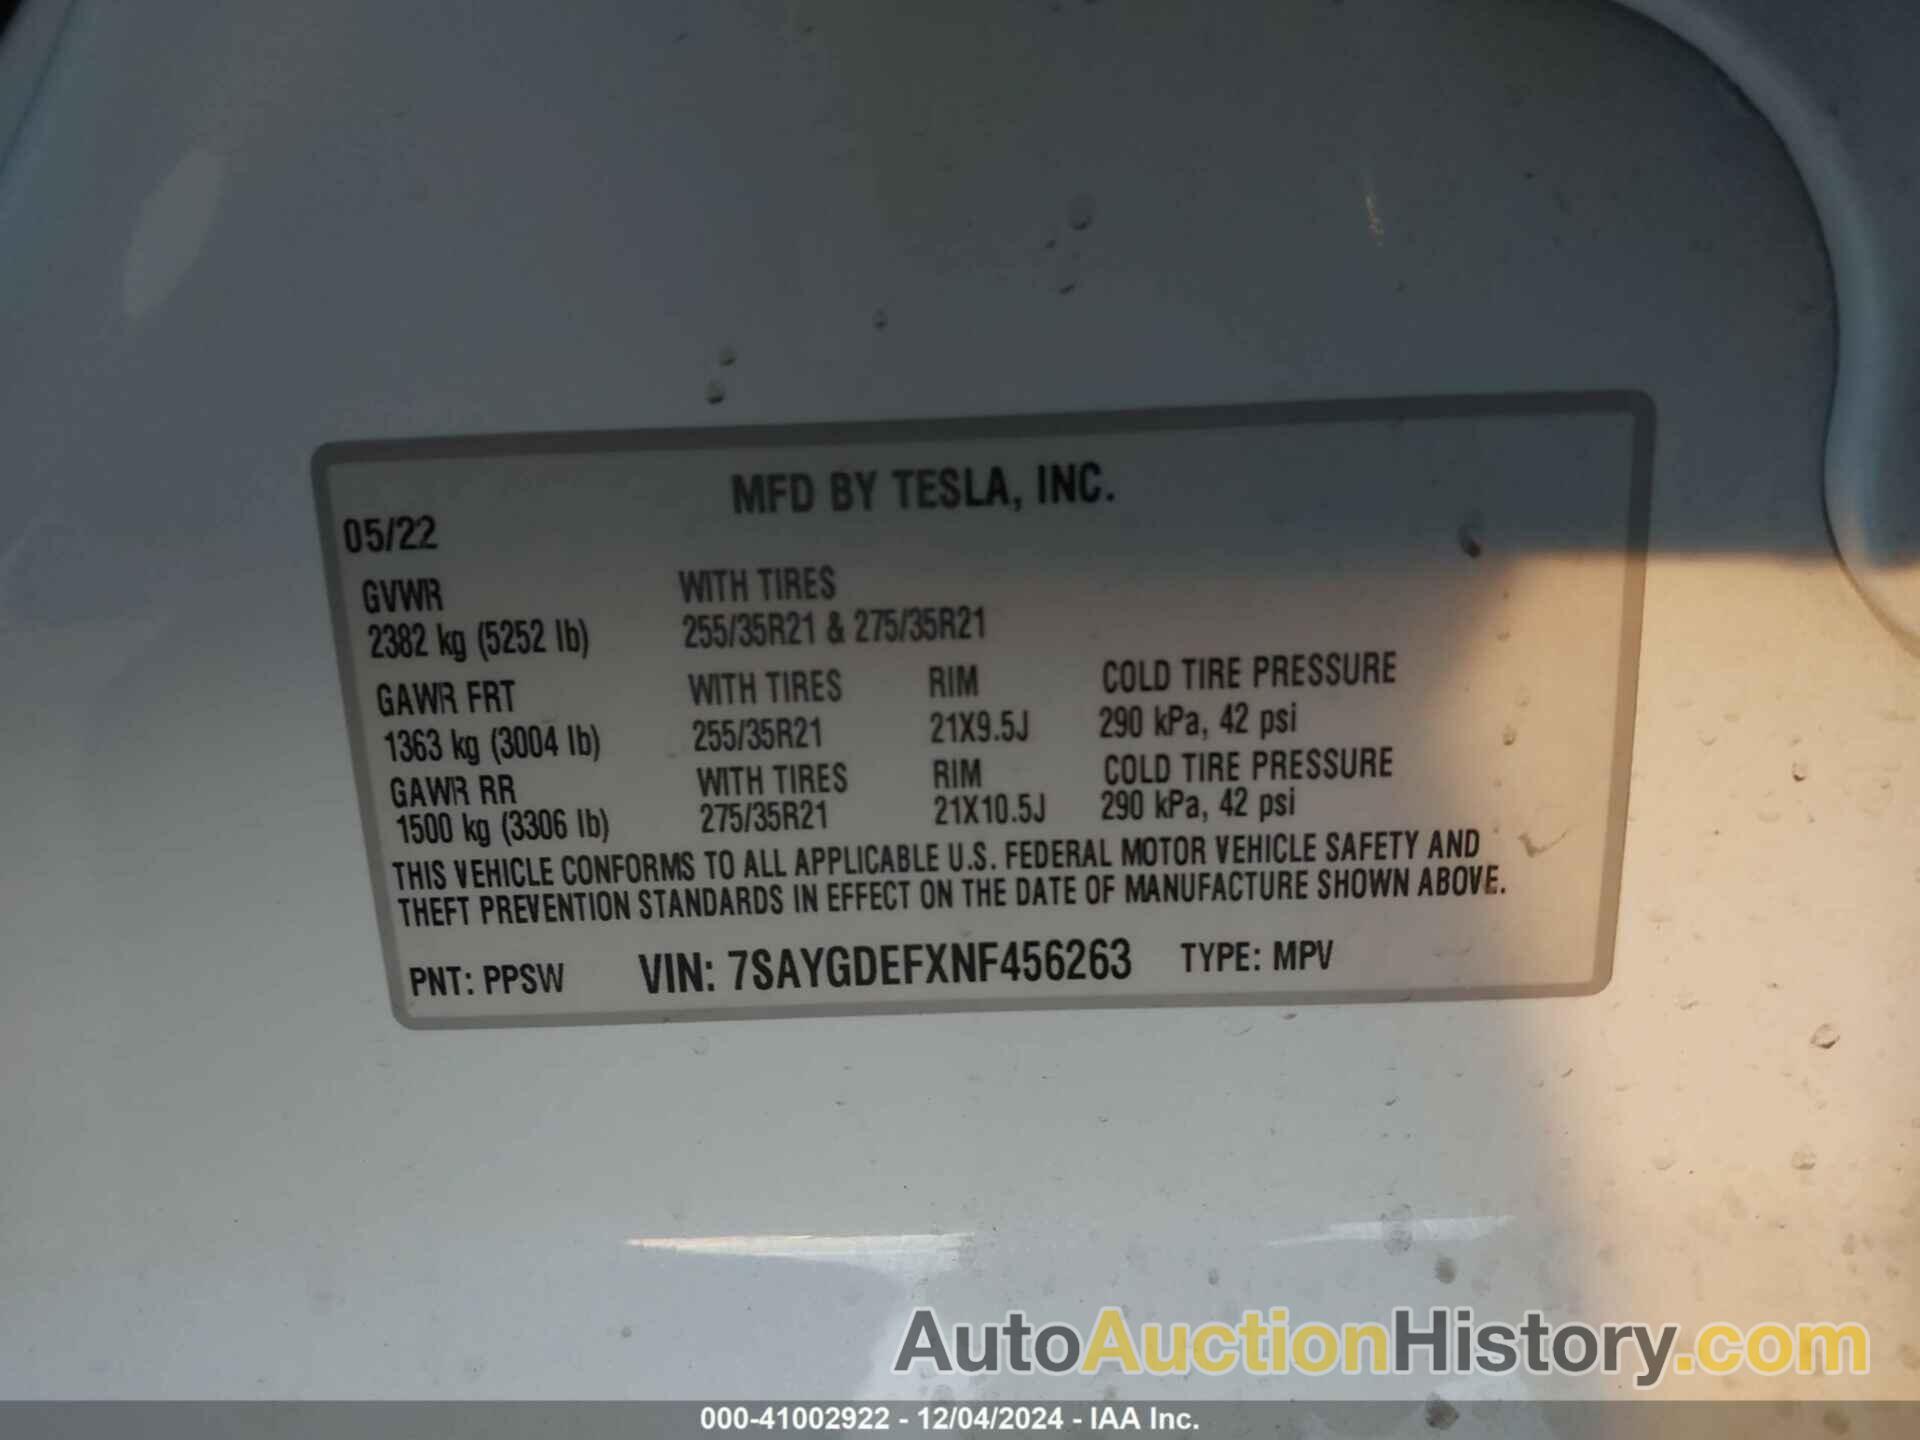 MFD BY TESLA, INC.
05/22
GVWR WITH TIRES
2382 kg (5252 lb) 255/35R21 & 275/35R21
GAWR FRT WITH TIRES RIM COLD TIRE PRESSURE
1363 kg (3004 lb) 255/35R21 21X9.5J 290 kPa, 42 psi
GAWR RR WITH TIRES RIM COLD TIRE PRESSURE
1500 kg (3306 lb) 275/35R21 21X10.5J 290 kPa, 42 psi
THIS VEHICLE CONFORMS TO ALL APPLICABLE U.S. FEDERAL MOTOR VEHICLE SAFETY AND
THEFT PREVENTION STANDARDS IN EFFECT ON THE DATE OF MANUFACTURE SHOWN ABOVE.
PNT: PPSW VIN: 7SAYGDEFXNF456263 TYPE: MPV
AutoAuctionHistory.com
000-41002922 - 12/04/2024 - IAA Inc.